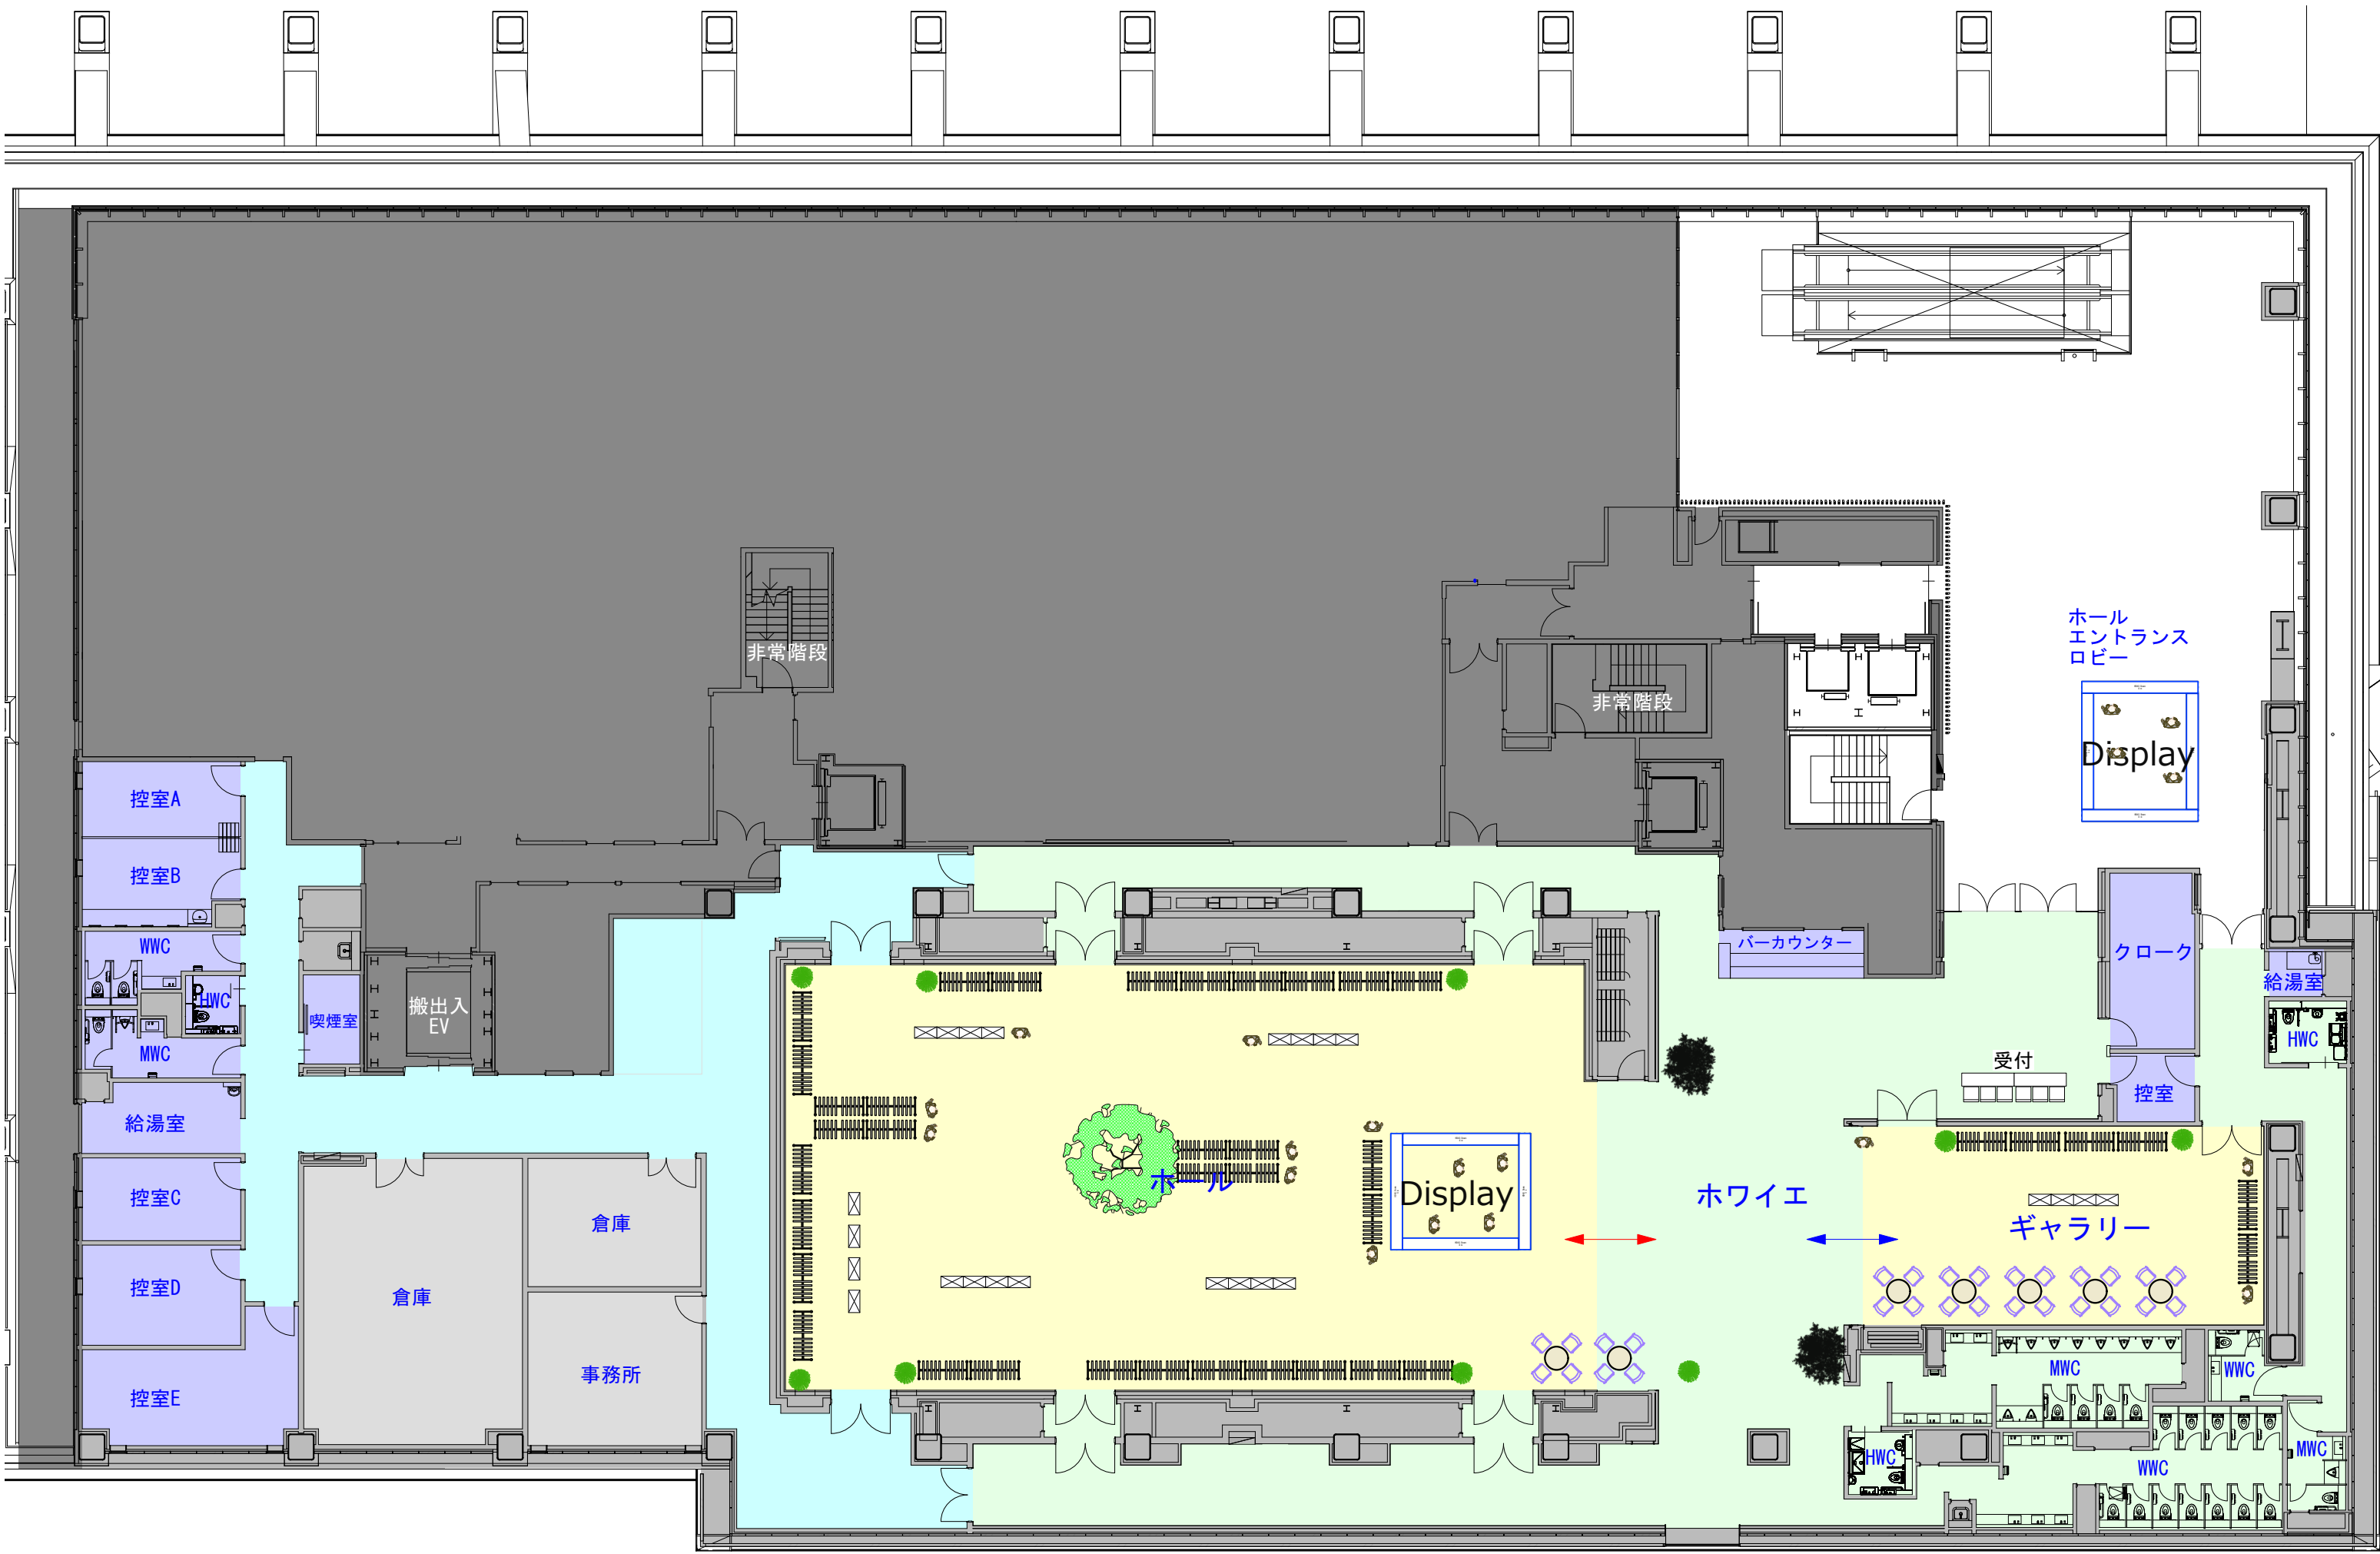 非常階段
非常階段
ホール
エントランス
ロビー
Display
控室A
控室B
WWC
HWC
MWC
喫煙室
搬出入
EV
給湯室
控室C
控室D
控室E
倉庫
倉庫
事務所
バーカウンター
クローク
給湯室
HWC
受付
控室
ホール
Display
ホワイエ
ギャラリー
MWC
WWC
HWC
WWC
MWC